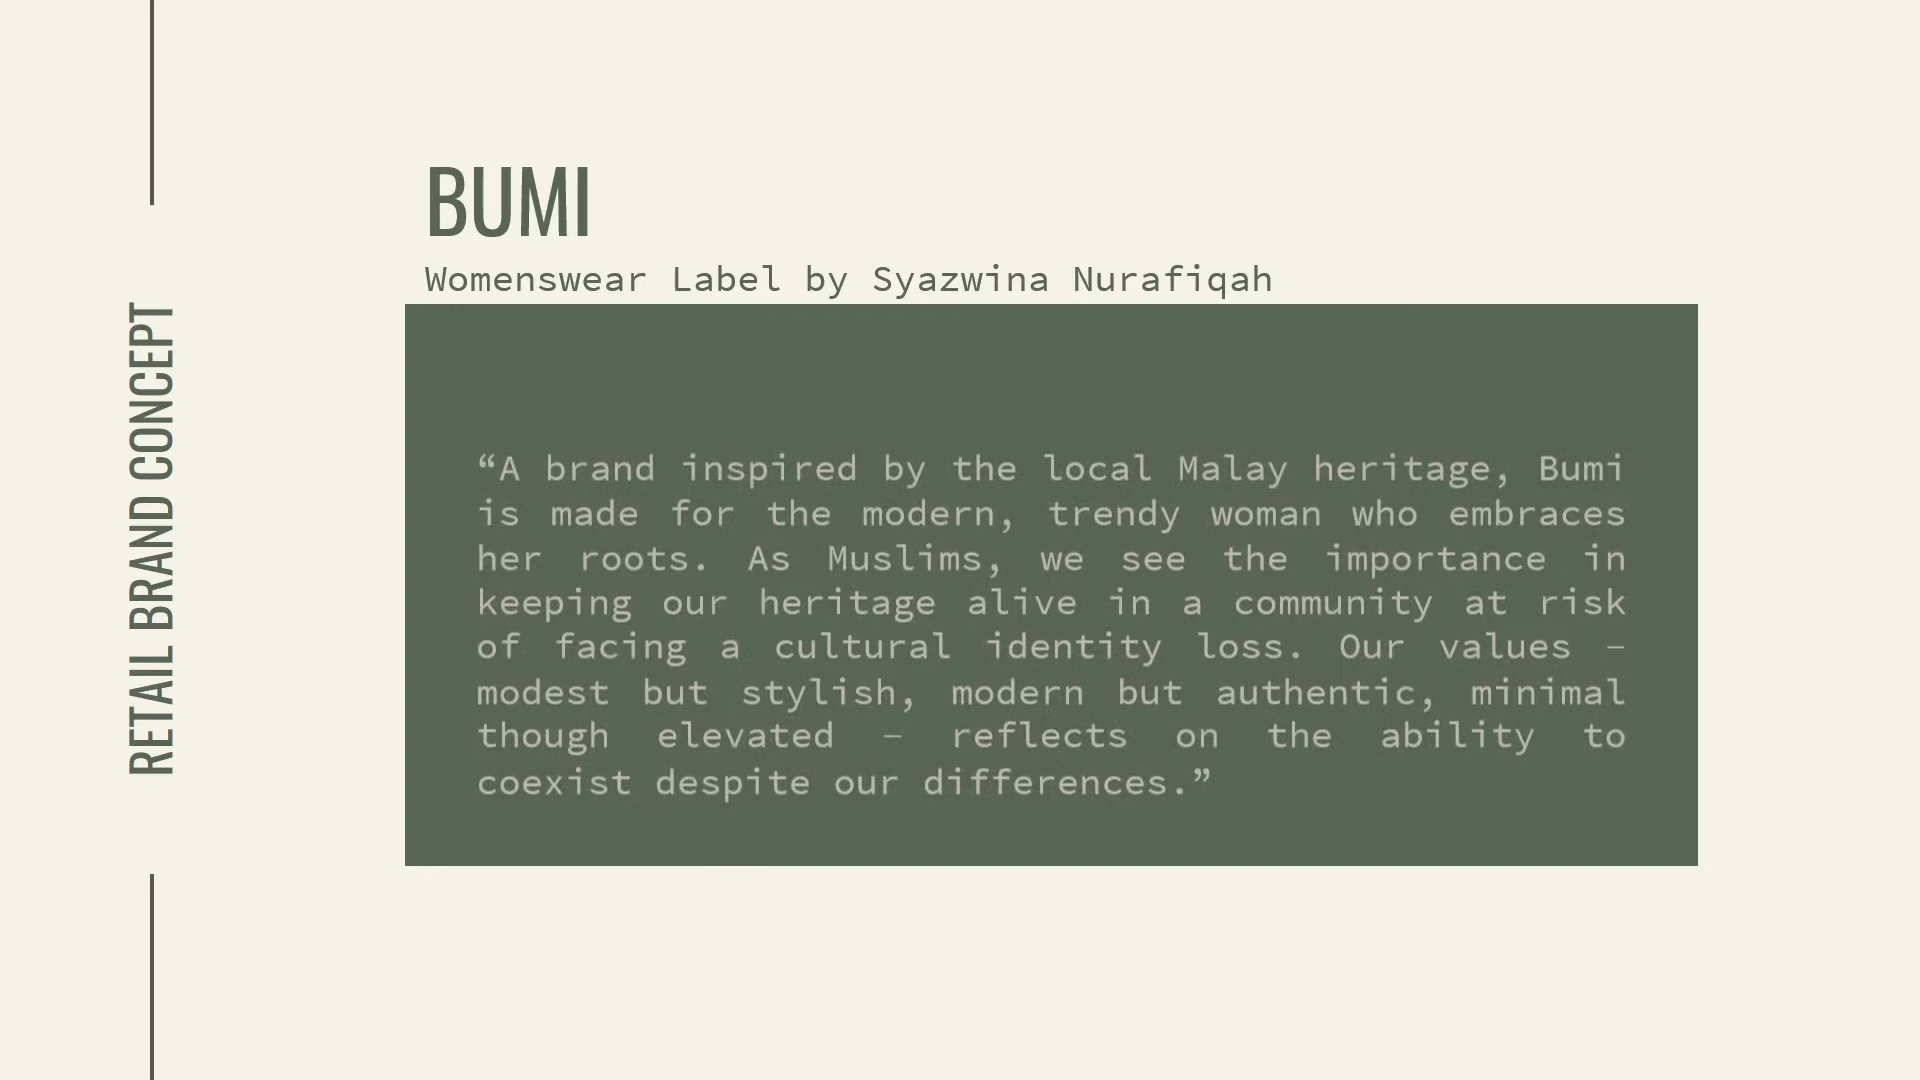 RETAIL BRAND CONCEPT
BUMI
Womenswear Label by Syazwina Nurafiqah
“A brand inspired by the local Malay heritage, Bumi
is made for the modern, trendy woman who embraces
her roots. As Muslims, we see the importance in
keeping our heritage alive in a community at risk
of facing a cultural identity loss. Our values –
modest but stylish, modern but authentic, minimal
though elevated – reflects on the ability to
coexist despite our differences.”